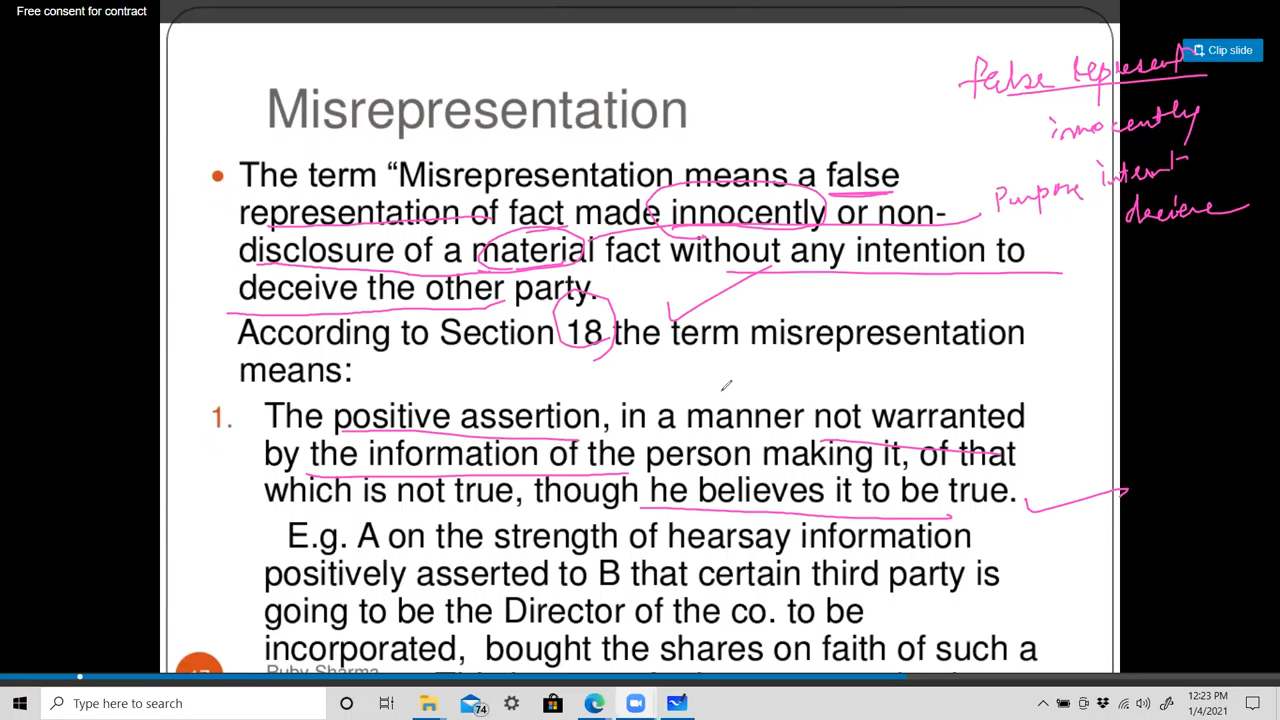 Free consent for contract
Clip slide
false represent
innocently
intent
Purpose
deceive
Misrepresentation
• The term “Misrepresentation means a false
representation of fact made innocently or non-
disclosure of a material fact without any intention to
deceive the other party.
According to Section 18 the term misrepresentation
means:
1. The positive assertion, in a manner not warranted
by the information of the person making it, of that
which is not true, though he believes it to be true.
E.g. A on the strength of hearsay information
positively asserted to B that certain third party is
going to be the Director of the co. to be
incorporated, bought the shares on faith of such a
Ruby Sharma
Type here to search
74
12:23 PM
1/4/2021